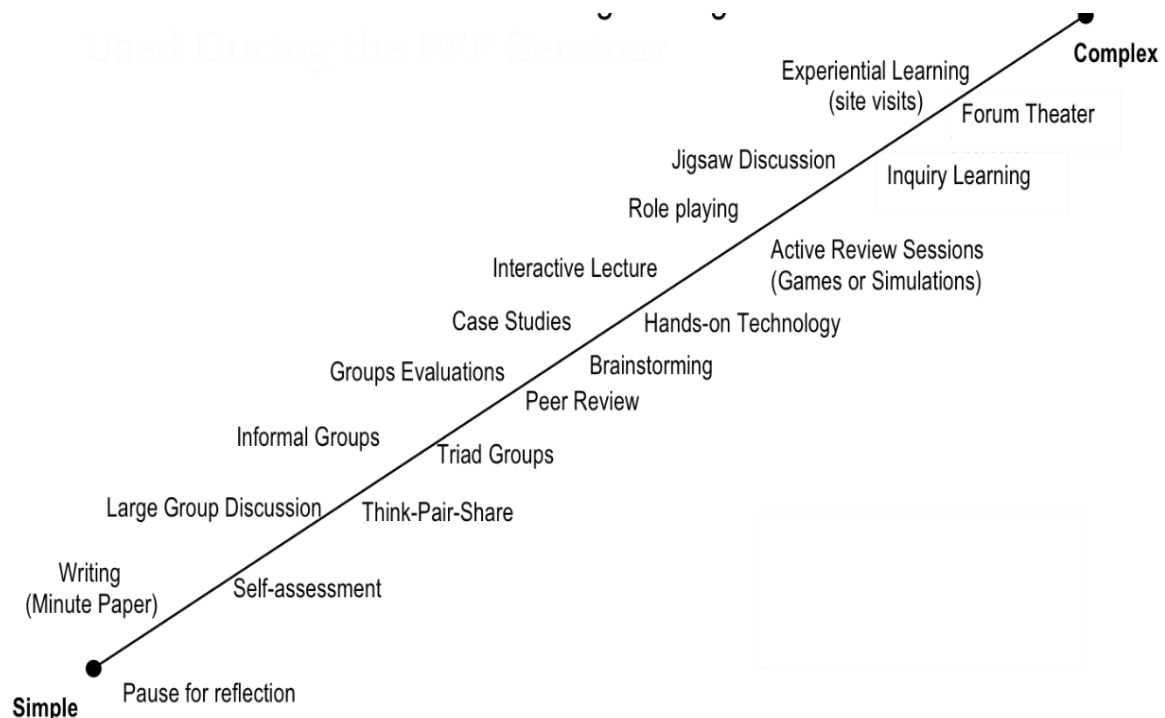 Used During the PFF Seminar
Complex
Experiential Learning
(site visits)
Forum Theater
Jigsaw Discussion
Inquiry Learning
Role playing
Active Review Sessions
(Games or Simulations)
Interactive Lecture
Case Studies
Hands-on Technology
Groups Evaluations
Brainstorming
Peer Review
Informal Groups
Triad Groups
Large Group Discussion
Think-Pair-Share
Writing
(Minute Paper)
Self-assessment
Simple
Pause for reflection